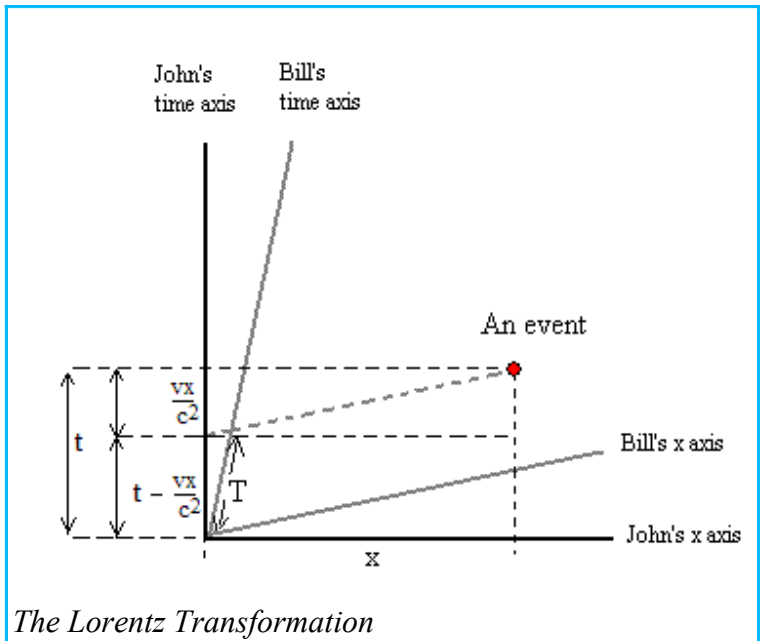 John's
time axis
Bill's
time axis
An event
vx
c2
t
Bill's x axis
t − vx
c2
T
John's x axis
x
The Lorentz Transformation